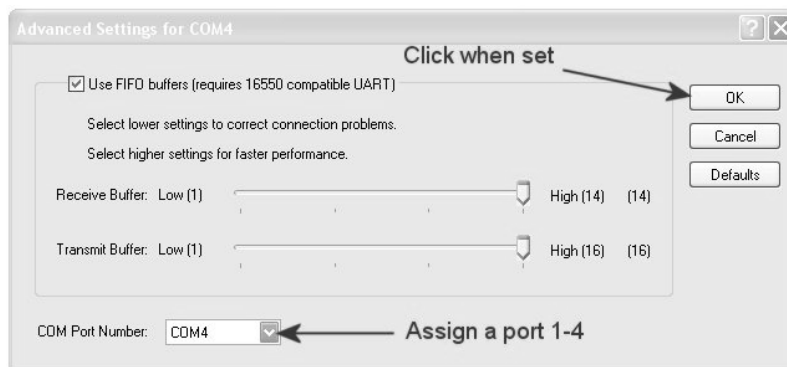 Advanced Settings for COM4
Click when set
Use FIFO buffers (requires 16550 compatible UART)
OK
Select lower settings to correct connection problems.
Cancel
Select higher settings for faster performance.
Defaults
Receive Buffer: Low (1) High (14) (14)
Transmit Buffer: Low (1) High (16) (16)
COM Port Number: COM4 Assign a port 1-4